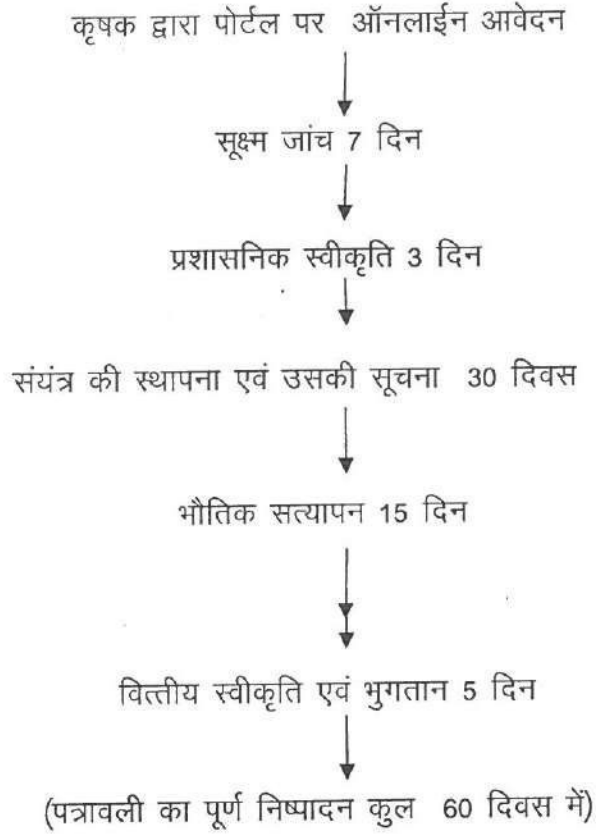 कृषक द्वारा पोर्टल पर ऑनलाईन आवेदन
सूक्ष्म जांच 7 दिन
प्रशासनिक स्वीकृति 3 दिन
संयंत्र की स्थापना एवं उसकी सूचना 30 दिवस
भौतिक सत्यापन 15 दिन
वित्तीय स्वीकृति एवं भुगतान 5 दिन
(पत्रावली का पूर्ण निष्पादन कुल 60 दिवस में)